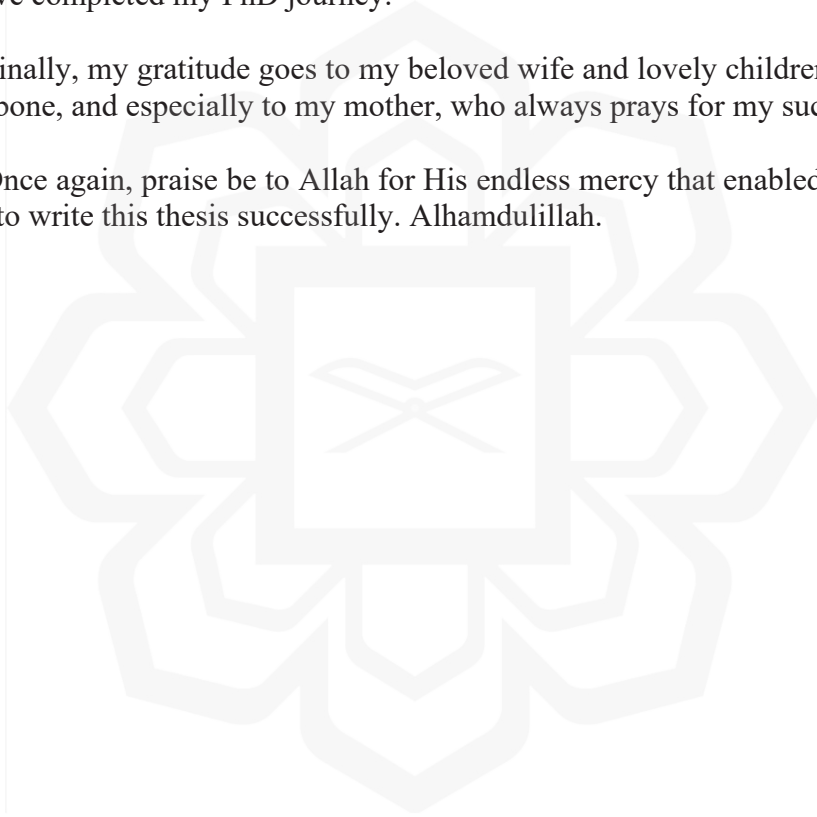 completed my PhD journey.
inally, my gratitude goes to my beloved wife and lovely childre
bone, and especially to my mother, who always prays for my suc
Once again, praise be to Allah for His endless mercy that enabled
to write this thesis successfully. Alhamdulillah.